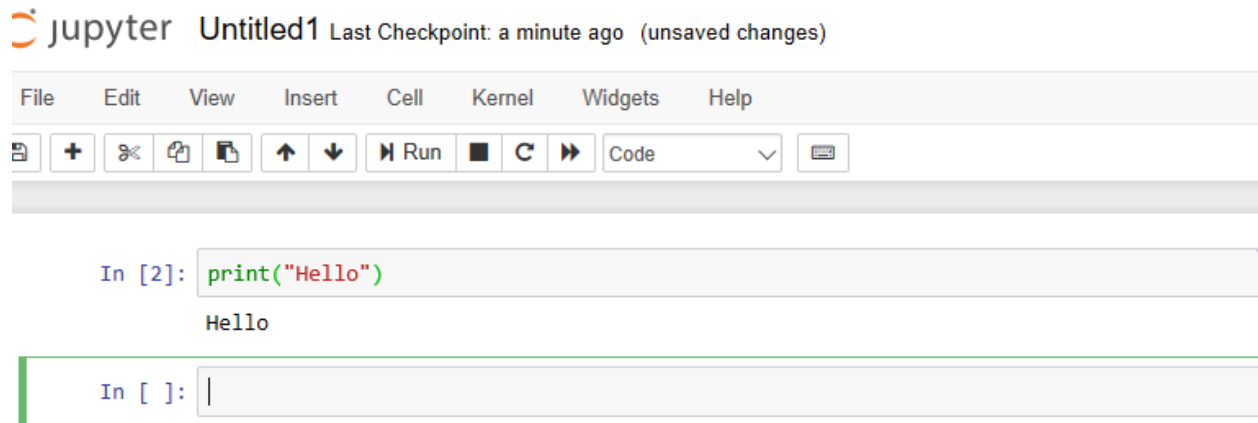 jupyter Untitled1 Last Checkpoint: a minute ago (unsaved changes)
File Edit View Insert Cell Kernel Widgets Help
Run Code
In [2]: print("Hello")
Hello
In [ ]: